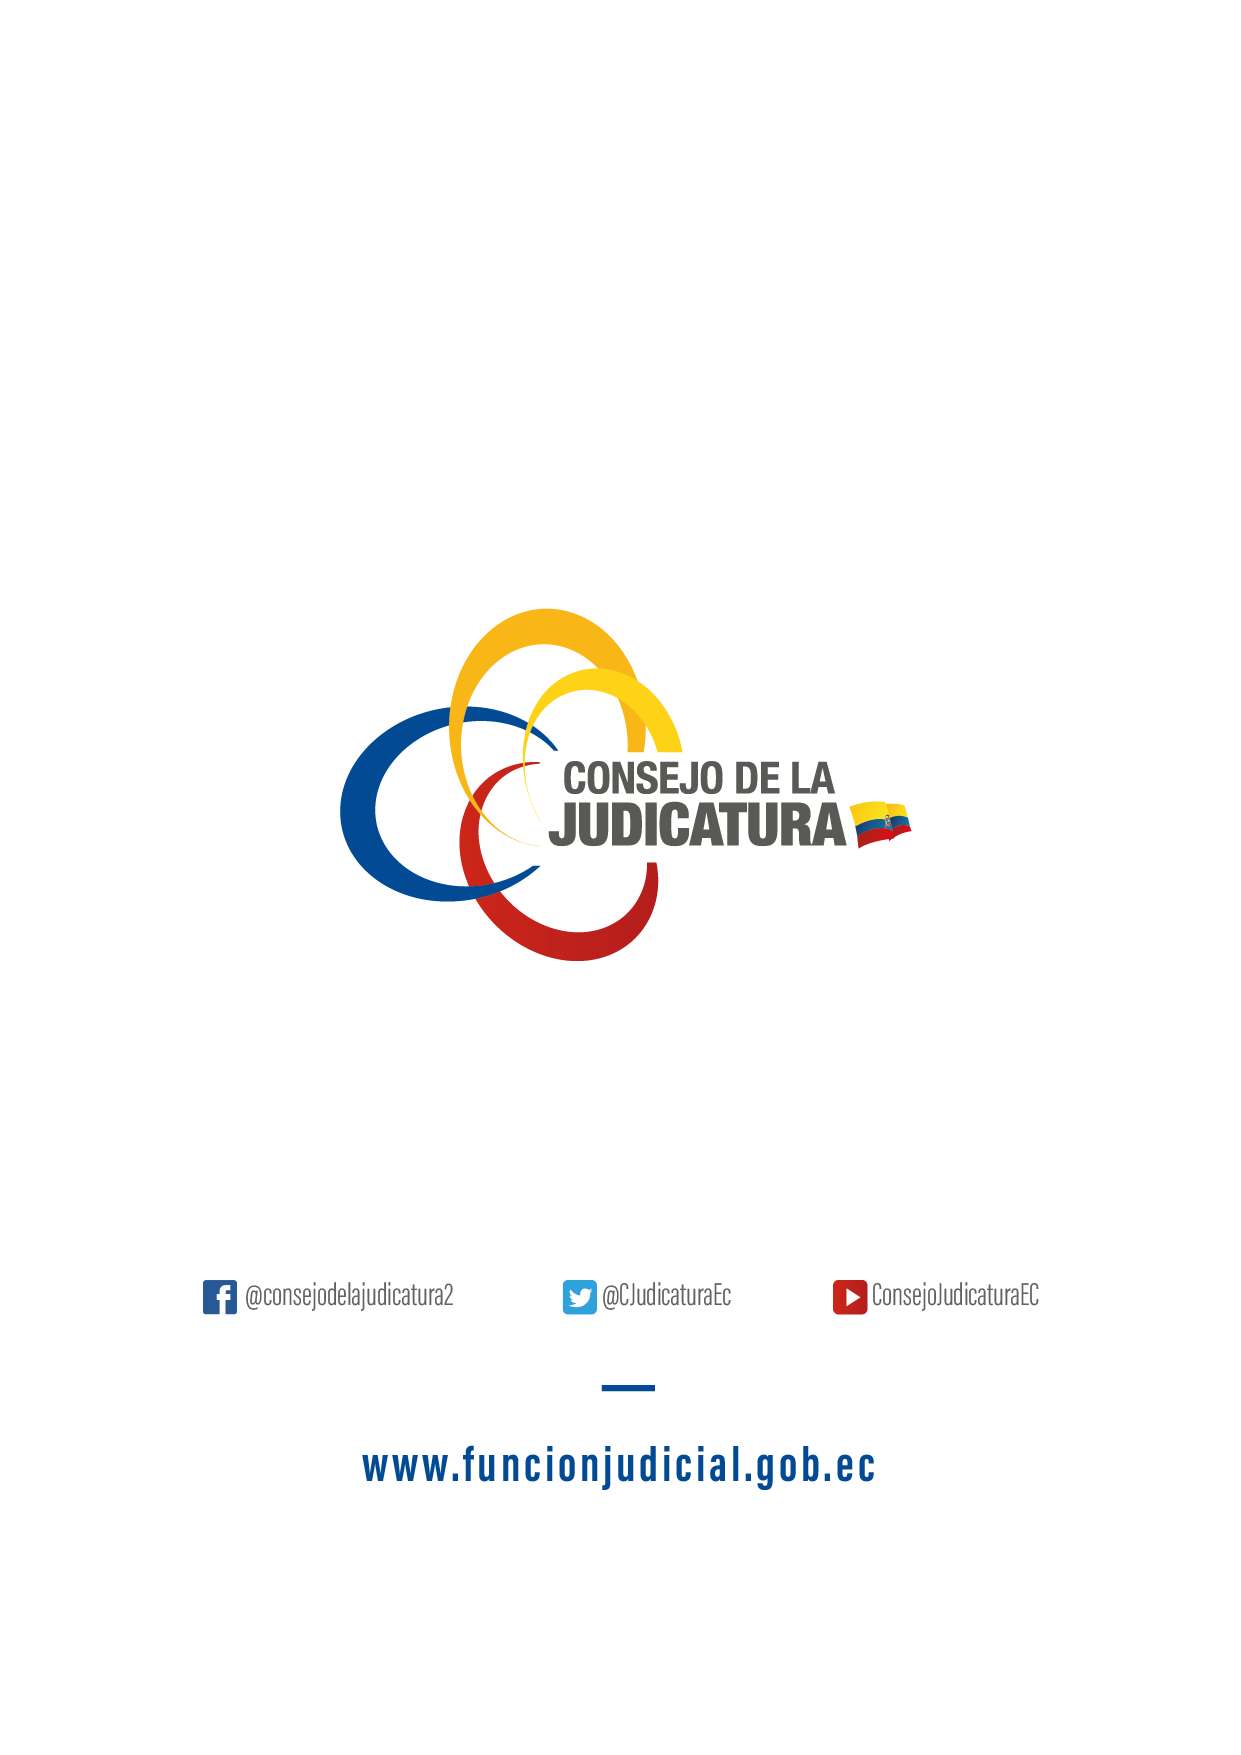 CONSEJO DE LA
JUDICATURA
@consejodelajudicatura2
@CJudicaturaEc
ConsejoJudicaturaEC
www.funcionjudicial.gob.ec